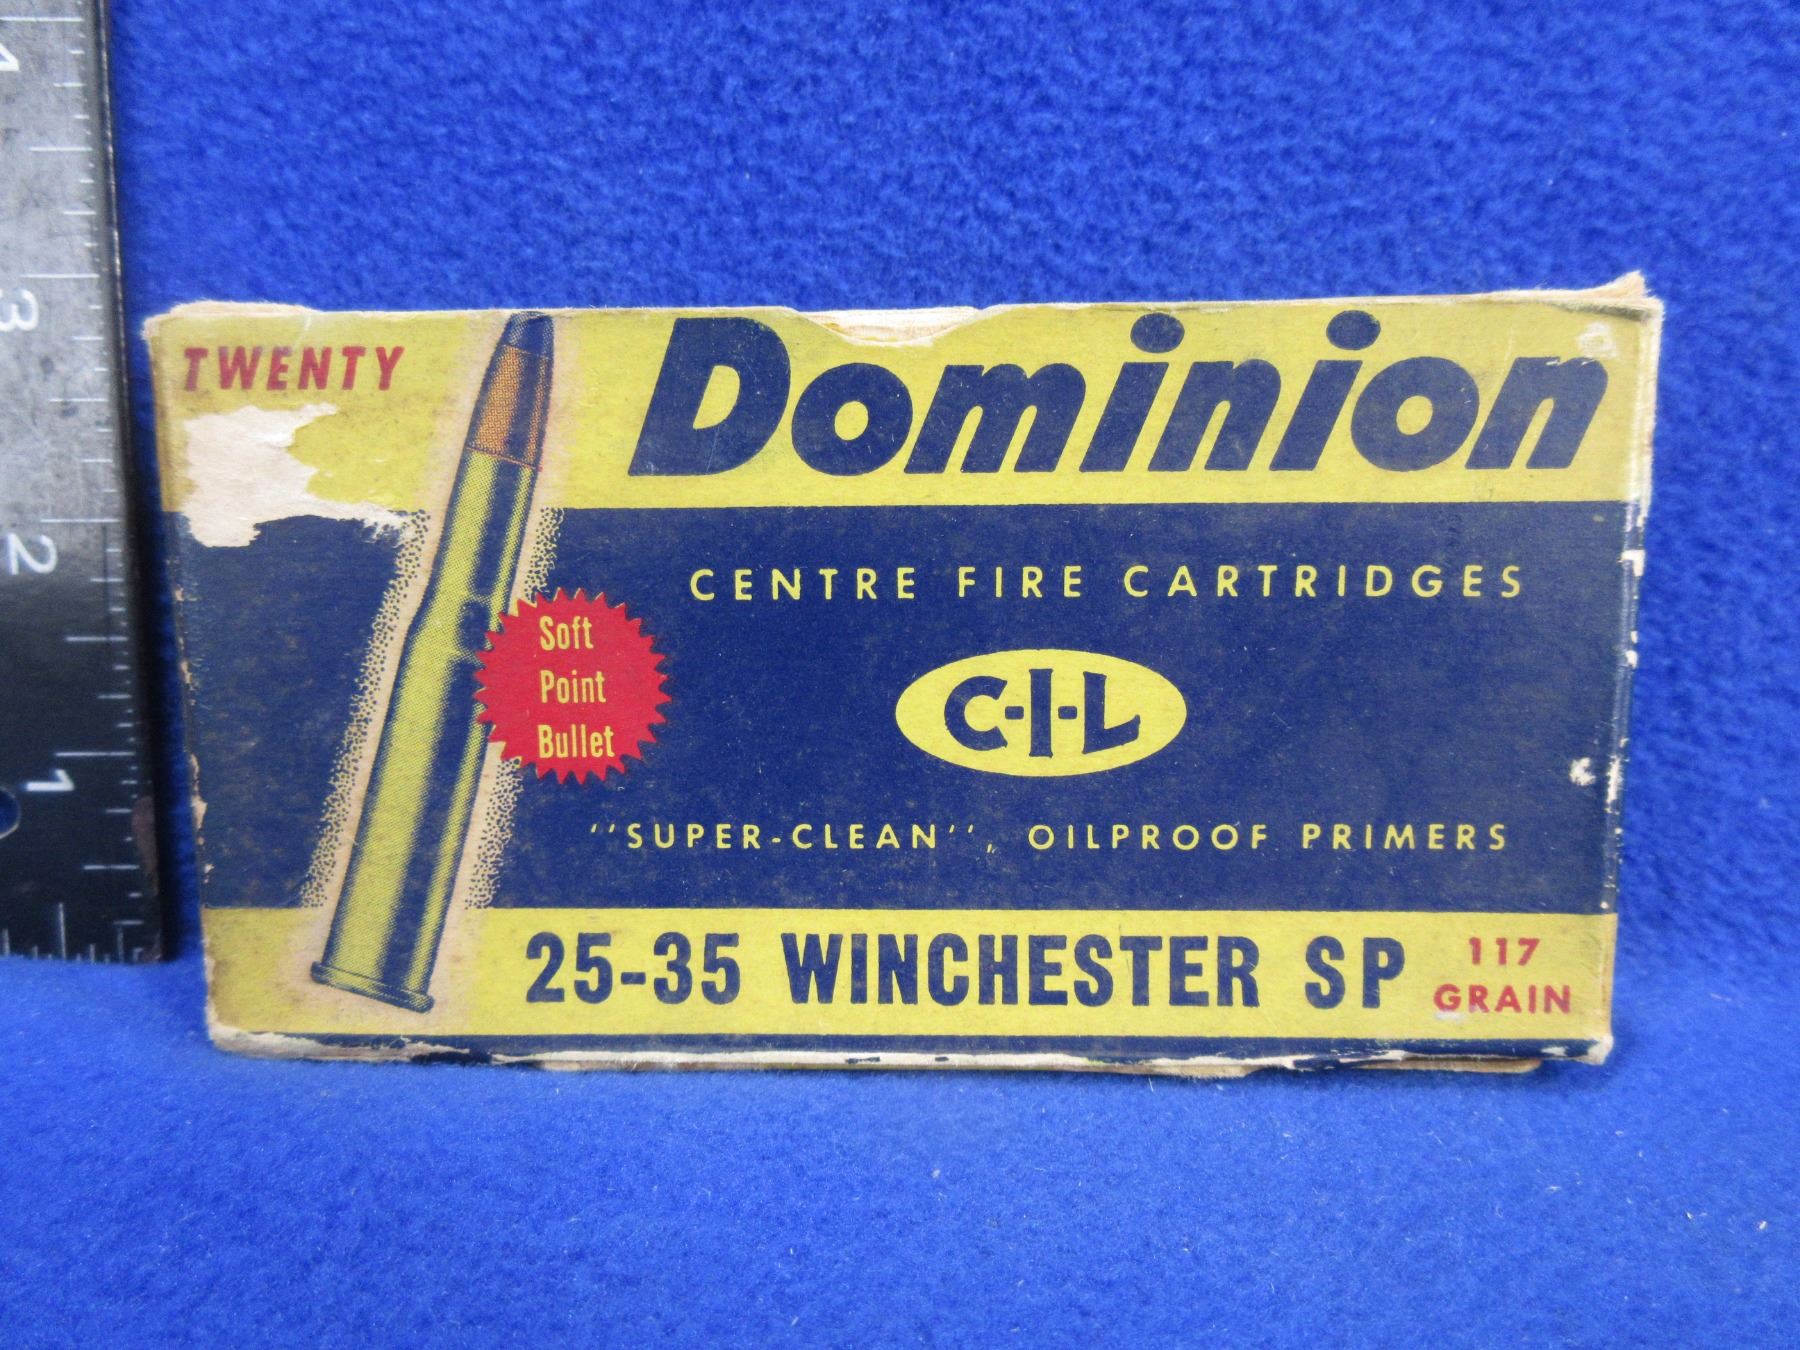 TWENTY
Dominion
CENTRE FIRE CARTRIDGES
Soft
Point
Bullet
C-I-L
"SUPER-CLEAN", OILPROOF PRIMERS
25-35 WINCHESTER SP
117
GRAIN
4
3
2
1